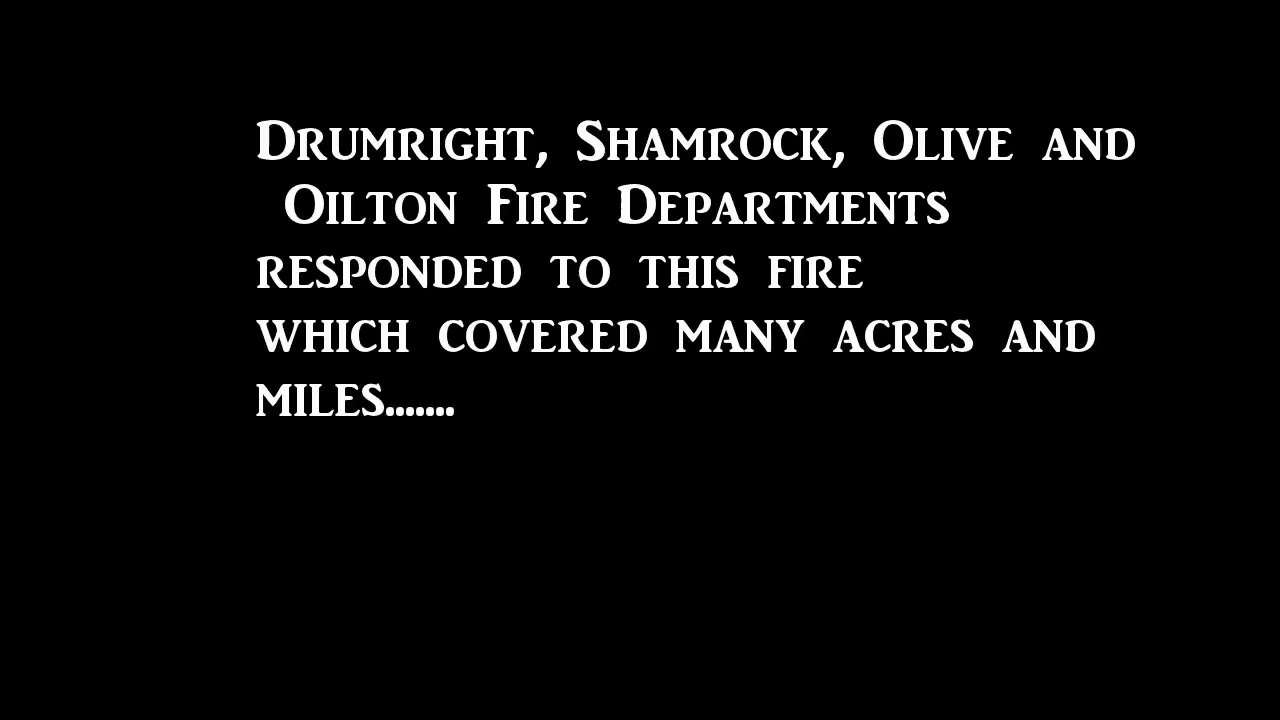 Drumright, Shamrock, Olive and
Oilton Fire Departments
responded to this fire
which covered many acres and
miles.......